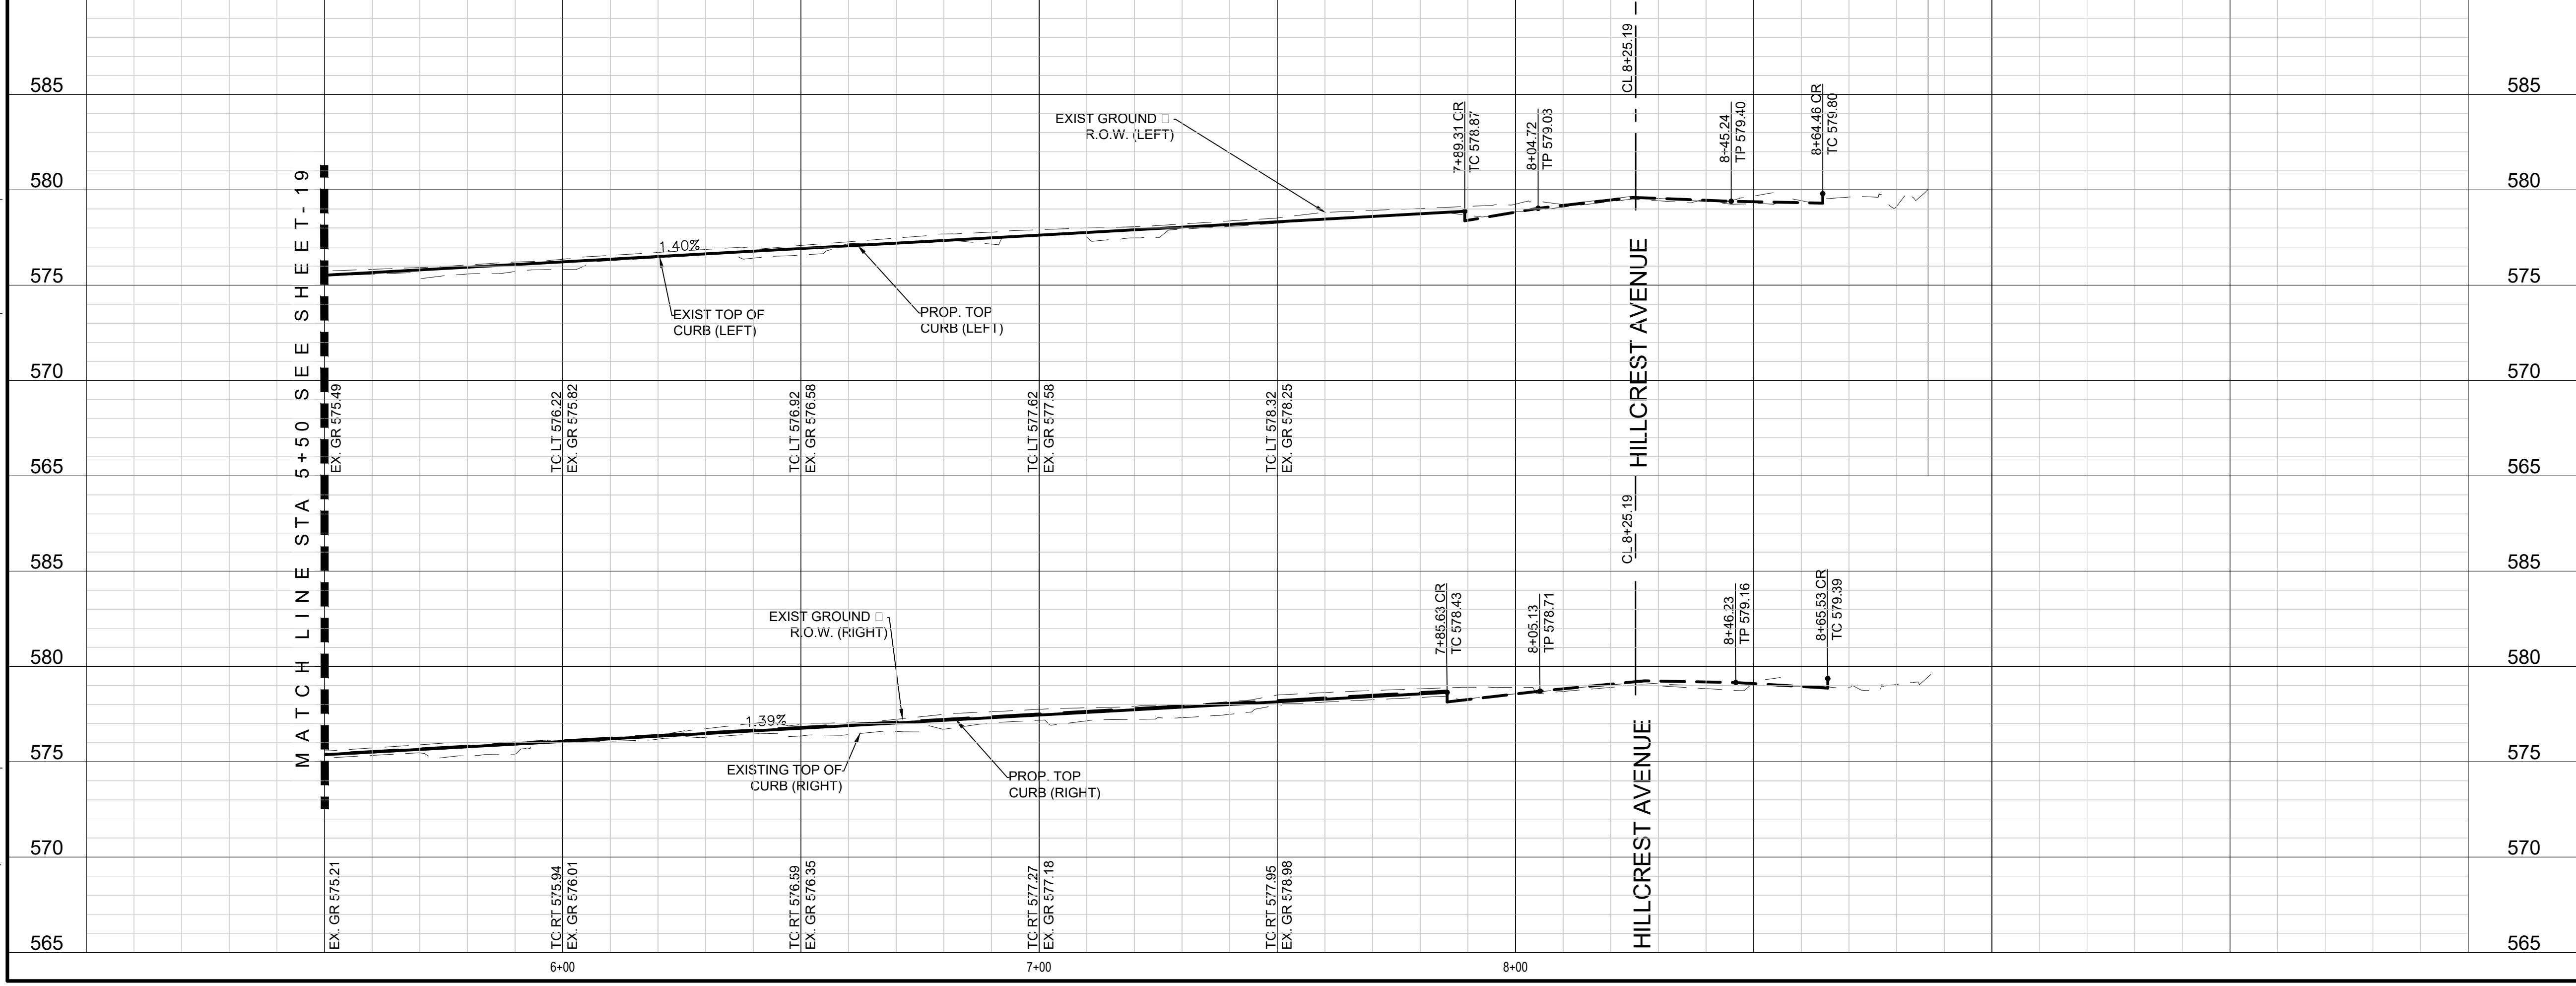 585
580
575
570
565
585
580
575
570
565
MATCH LINE STA 5+50 SEE SHEET-19
EXIST GROUND
R.O.W. (LEFT)
7+89.31 CR
TC 578.87
8+04.72
TP 579.03
CL 8+25.19
8+45.24
TP 579.40
8+64.46 CR
TC 579.80
1.40%
EXIST TOP OF
CURB (LEFT)
PROP. TOP
CURB (LEFT)
HILLCREST AVENUE
EX. GR 575.49
TC LT 576.22
EX. GR 575.82
TC LT 576.92
EX. GR 576.58
TC LT 577.62
EX. GR 577.58
TC LT 578.32
EX. GR 578.25
EXIST GROUND
R.O.W. (RIGHT)
7+85.63 CR
TC 578.43
8+05.13
TP 578.71
CL 8+25.19
8+46.23
TP 579.16
8+65.53 CR
TC 579.39
1.39%
EXISTING TOP OF
CURB (RIGHT)
PROP. TOP
CURB (RIGHT)
HILLCREST AVENUE
EX. GR 575.21
TC RT 575.94
EX. GR 576.01
TC RT 576.59
EX. GR 576.35
TC RT 577.27
EX. GR 577.18
TC RT 577.95
EX. GR 578.98
6+00
7+00
8+00
585
580
575
570
565
585
580
575
570
565